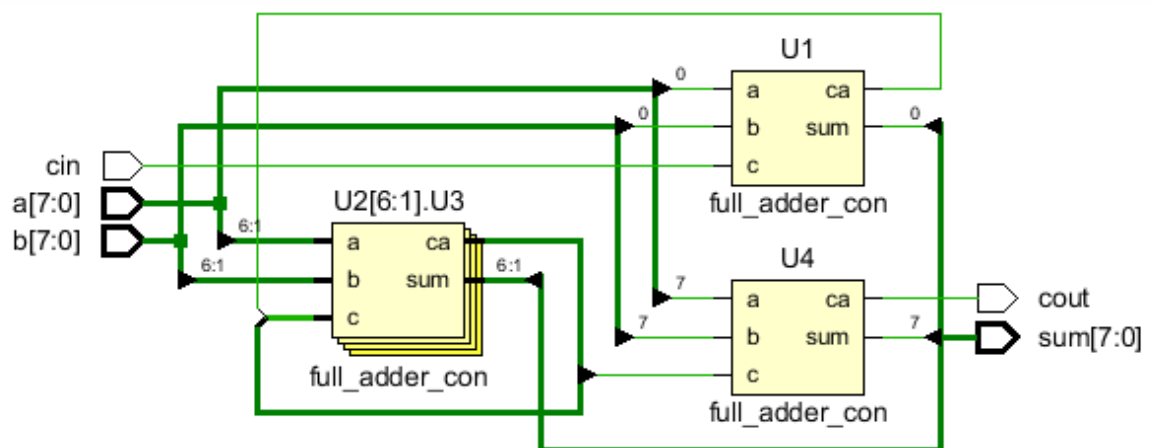 U1
0
a ca
0
0
b sum
cin
c
a[7:0]
full_adder_con
U2[6:1].U3
b[7:0]
6:1
a ca
U4
6:1
6:1
b sum
7
a ca
cout
c
7
7
b sum
sum[7:0]
full_adder_con
c
full_adder_con